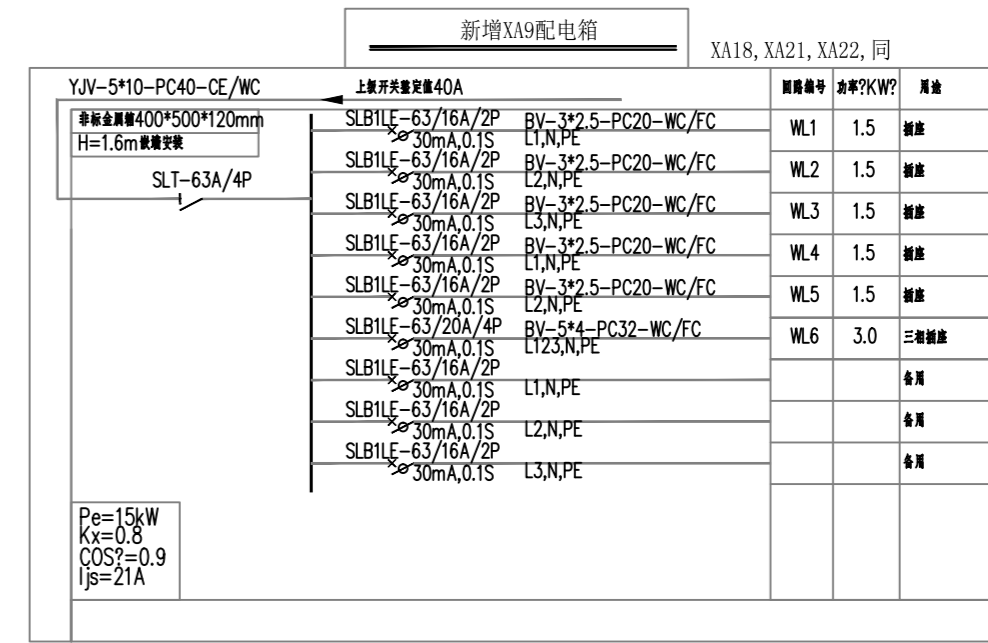 新增XA9配电箱
XA18,XA21,XA22,同
YJV-5*10-PC40-CE/WC
上级开关整定值40A
回路编号 功率?KW? 用途
非标金属箱400*500*120mm
H=1.6m嵌墙安装
SLT-63A/4P
SLB1LE-63/16A/2P BV-3*2.5-PC20-WC/FC
30mA,0.1S L1,N,PE
WL1 1.5 插座
SLB1LE-63/16A/2P BV-3*2.5-PC20-WC/FC
30mA,0.1S L2,N,PE
WL2 1.5 插座
SLB1LE-63/16A/2P BV-3*2.5-PC20-WC/FC
30mA,0.1S L3,N,PE
WL3 1.5 插座
SLB1LE-63/16A/2P BV-3*2.5-PC20-WC/FC
30mA,0.1S L1,N,PE
WL4 1.5 插座
SLB1LE-63/16A/2P BV-3*2.5-PC20-WC/FC
30mA,0.1S L2,N,PE
WL5 1.5 插座
SLB1LE-63/20A/4P BV-5*4-PC32-WC/FC
30mA,0.1S L123,N,PE
WL6 3.0 三相插座
SLB1LE-63/16A/2P
30mA,0.1S L1,N,PE
备用
SLB1LE-63/16A/2P
30mA,0.1S L2,N,PE
备用
SLB1LE-63/16A/2P
30mA,0.1S L3,N,PE
备用
Pe=15kW
Kx=0.8
COS?=0.9
Ijs=21A